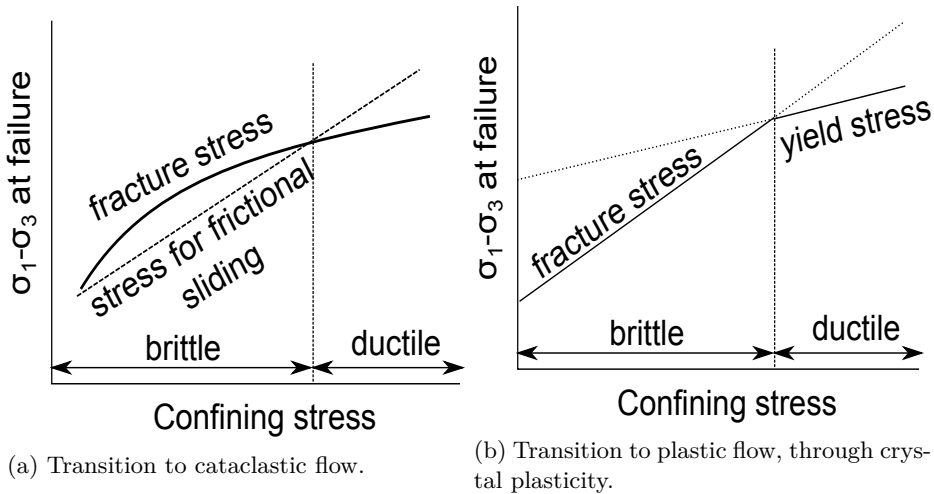 σ1-σ3 at failure
fracture stress
stress for frictional
sliding
brittle
ductile
Confining stress
(a) Transition to cataclastic flow.
σ1-σ3 at failure
fracture stress
yield stress
brittle
ductile
Confining stress
(b) Transition to plastic flow, through crys-
tal plasticity.